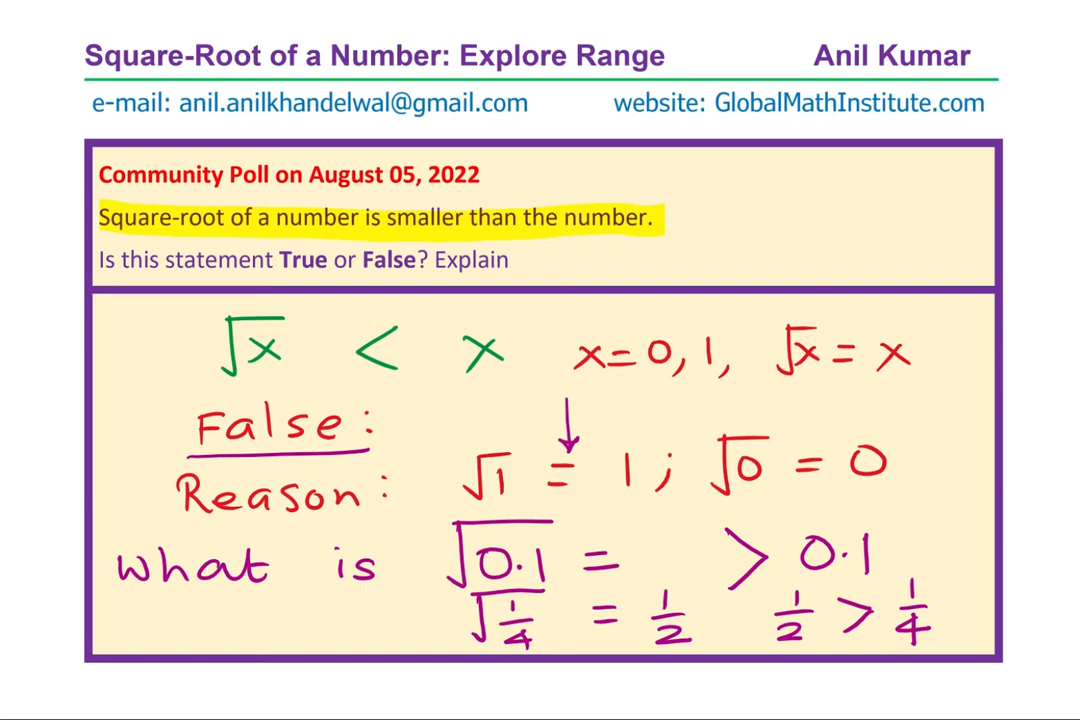 Square-Root of a Number: Explore Range Anil Kumar
e-mail: anil.anilkhandelwal@gmail.com website: GlobalMathInstitute.com
Community Poll on August 05, 2022
Square-root of a number is smaller than the number.
Is this statement True or False? Explain
√x < x x=0, 1, √x = x
False:
Reason: √1 = 1; √0 = 0
What is √0.1 = > 0.1
√1/4 = 1/2 1/2 > 1/4